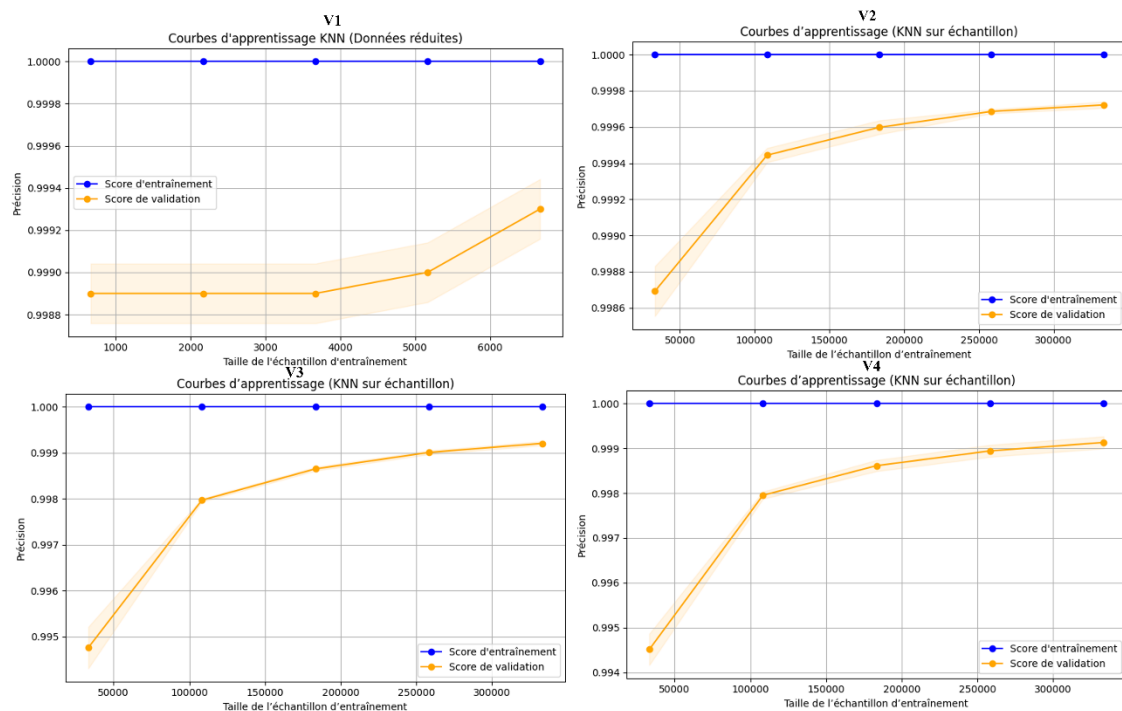 V1
Courbes d'apprentissage KNN (Données réduites)
1.0000
0.9998
0.9996
0.9994
0.9992
0.9990
0.9988
Précision
Score d'entraînement
Score de validation
1000 2000 3000 4000 5000 6000
Taille de l'échantillon d'entraînement
V2
Courbes d’apprentissage (KNN sur échantillon)
1.0000
0.9998
0.9996
0.9994
0.9992
0.9990
0.9988
0.9986
Précision
Score d'entraînement
Score de validation
50000 100000 150000 200000 250000 300000
Taille de l’échantillon d’entraînement
V3
Courbes d’apprentissage (KNN sur échantillon)
1.000
0.999
0.998
0.997
0.996
0.995
Précision
Score d'entraînement
Score de validation
50000 100000 150000 200000 250000 300000
Taille de l’échantillon d’entraînement
V4
Courbes d’apprentissage (KNN sur échantillon)
1.000
0.999
0.998
0.997
0.996
0.995
0.994
Précision
Score d'entraînement
Score de validation
50000 100000 150000 200000 250000 300000
Taille de l’échantillon d’entraînement